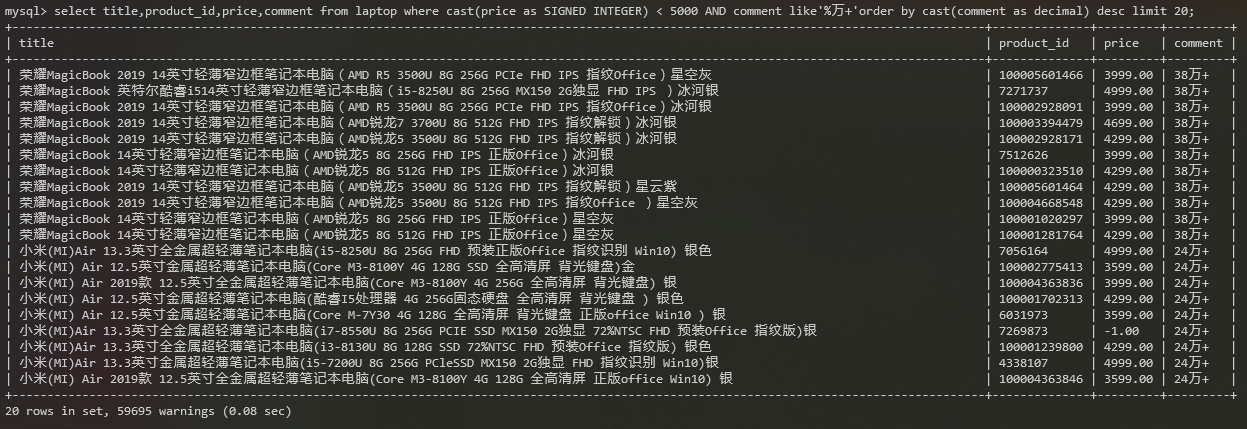 mysql> select title,product_id,price,comment from laptop where cast(price as SIGNED INTEGER) < 5000 AND comment like'%万+'order by cast(comment as decimal) desc limit 20;
| title | product_id | price | comment |
| 荣耀MagicBook 2019 14英寸轻薄窄边框笔记本电脑（AMD R5 3500U 8G 256G PCIe FHD IPS 指纹Office）星空灰 | 100005601466 | 3999.00 | 38万+ |
| 荣耀MagicBook 英特尔酷睿i514英寸轻薄窄边框笔记本电脑（i5-8250U 8G 256G MX150 2G独显 FHD IPS ）冰河银 | 7271737 | 4999.00 | 38万+ |
| 荣耀MagicBook 2019 14英寸轻薄窄边框笔记本电脑（AMD R5 3500U 8G 256G PCIe FHD IPS 指纹Office）冰河银 | 100002928091 | 3999.00 | 38万+ |
| 荣耀MagicBook 2019 14英寸轻薄窄边框笔记本电脑（AMD锐龙7 3700U 8G 512G FHD IPS 指纹解锁）冰河银 | 100003394479 | 4699.00 | 38万+ |
| 荣耀MagicBook 2019 14英寸轻薄窄边框笔记本电脑（AMD锐龙5 3500U 8G 512G FHD IPS 指纹解锁）冰河银 | 100002928171 | 4299.00 | 38万+ |
| 荣耀MagicBook 14英寸轻薄窄边框笔记本电脑（AMD锐龙5 8G 256G FHD IPS 正版Office）冰河银 | 7512626 | 3999.00 | 38万+ |
| 荣耀MagicBook 14英寸轻薄窄边框笔记本电脑（AMD锐龙5 8G 512G FHD IPS 正版Office）冰河银 | 100000323510 | 4299.00 | 38万+ |
| 荣耀MagicBook 2019 14英寸轻薄窄边框笔记本电脑（AMD锐龙5 3500U 8G 512G FHD IPS 指纹解锁）星云紫 | 100005601464 | 4299.00 | 38万+ |
| 荣耀MagicBook 2019 14英寸轻薄窄边框笔记本电脑（AMD锐龙5 3500U 8G 512G FHD IPS 指纹Office ）星空灰 | 100004668548 | 4299.00 | 38万+ |
| 荣耀MagicBook 14英寸轻薄窄边框笔记本电脑（AMD锐龙5 8G 256G FHD IPS 正版Office）星空灰 | 100001020297 | 3999.00 | 38万+ |
| 荣耀MagicBook 14英寸轻薄窄边框笔记本电脑（AMD锐龙5 8G 512G FHD IPS 正版Office）星空灰 | 100001281764 | 4299.00 | 38万+ |
| 小米(MI)Air 13.3英寸全金属超轻薄笔记本电脑(i5-8250U 8G 256G FHD 预装正版Office 指纹识别 Win10) 银色 | 7056164 | 4999.00 | 24万+ |
| 小米(MI) Air 12.5英寸金属超轻薄笔记本电脑(Core M3-8100Y 4G 128G SSD 全高清屏 背光键盘)金 | 100002775413 | 3599.00 | 24万+ |
| 小米(MI) Air 2019款 12.5英寸金属超轻薄笔记本电脑(Core M3-8100Y 4G 256G 全高清屏 背光键盘) 银 | 100004363836 | 3999.00 | 24万+ |
| 小米(MI) Air 12.5英寸金属超轻薄笔记本电脑(酷睿I5处理器 4G 256G固态硬盘 全高清屏 背光键盘 ) 银色 | 100001702313 | 4299.00 | 24万+ |
| 小米(MI) Air 12.5英寸金属超轻薄笔记本电脑(Core M-7Y30 4G 128G 全高清屏 背光键盘 正版office Win10 ) 银 | 6031973 | 3599.00 | 24万+ |
| 小米(MI)Air 13.3英寸全金属超轻薄笔记本电脑(i7-8550U 8G 256G PCIE SSD MX150 2G独显 72%NTSC FHD 预装Office 指纹版)银 | 7269873 | -1.00 | 24万+ |
| 小米(MI)Air 13.3英寸全金属超轻薄笔记本电脑(i3-8130U 8G 128G SSD 72%NTSC FHD 预装Office 指纹版) 银色 | 100001239800 | 4299.00 | 24万+ |
| 小米(MI)Air 13.3英寸全金属超轻薄笔记本电脑(i5-7200U 8G 256G PCleSSD MX150 2G独显 FHD 指纹识别 Win10)银 | 4338107 | 4999.00 | 24万+ |
| 小米(MI) Air 2019款 12.5英寸全金属超轻薄笔记本电脑(Core M3-8100Y 4G 128G 全高清屏 正版office Win10) 银 | 100004363846 | 3599.00 | 24万+ |
20 rows in set, 59695 warnings (0.08 sec)